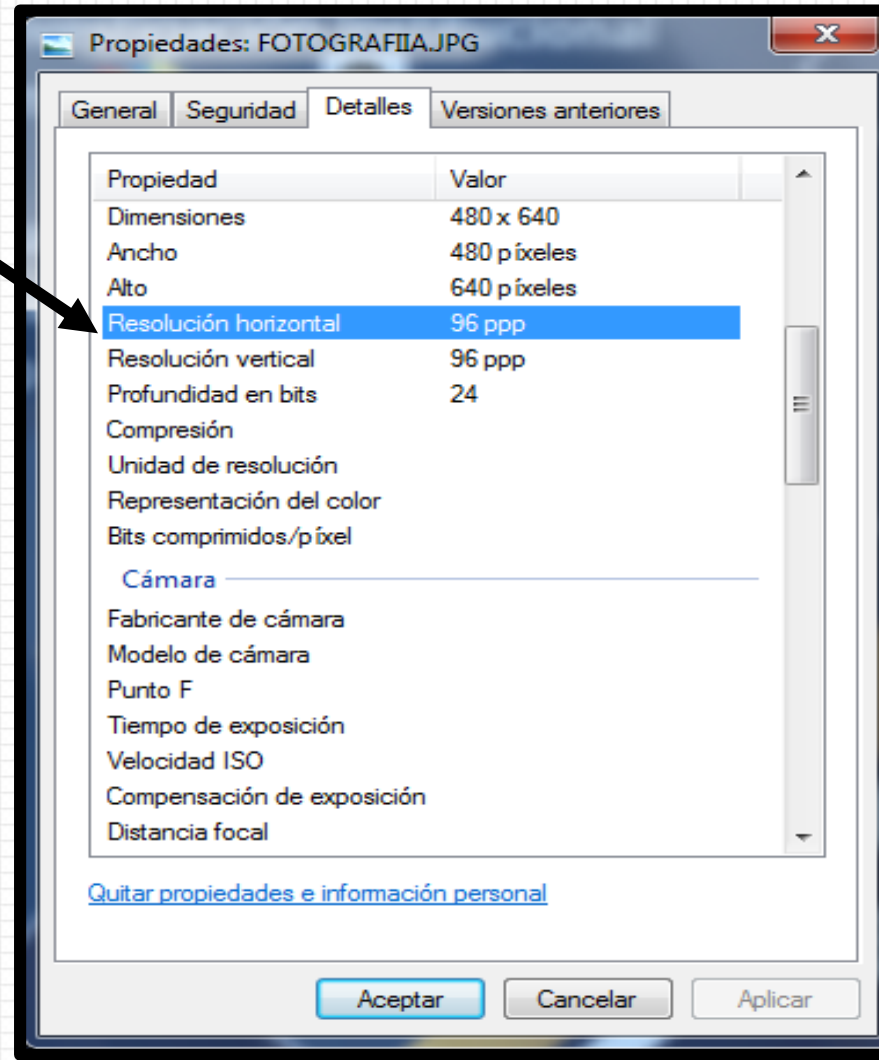 Propiedades: FOTOGRAFIIA.JPG
General Seguridad Detalles Versiones anteriores
Propiedad Valor
Dimensiones 480 x 640
Ancho 480 píxeles
Alto 640 píxeles
Resolución horizontal 96 ppp
Resolución vertical 96 ppp
Profundidad en bits 24
Compresión
Unidad de resolución
Representación del color
Bits comprimidos/píxel
Cámara
Fabricante de cámara
Modelo de cámara
Punto F
Tiempo de exposición
Velocidad ISO
Compensación de exposición
Distancia focal
Quitar propiedades e información personal
Aceptar Cancelar Aplicar